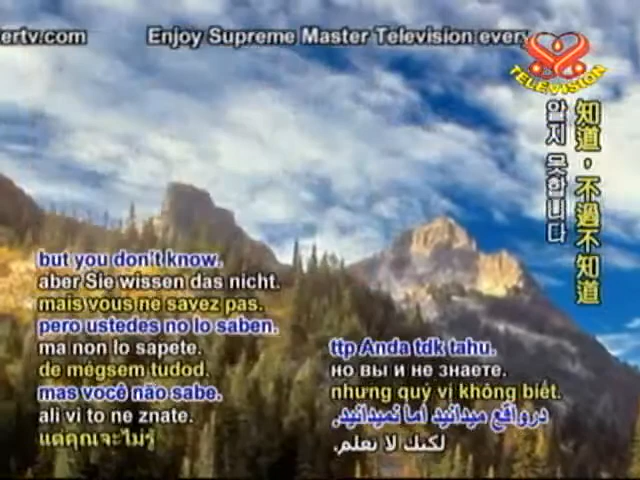 ertv.com
Enjoy Supreme Master Television every
TELEVISION
知道，不過不知道
알지 못합니다
but you don't know.
aber Sie wissen das nicht.
mais vous ne savez pas.
pero ustedes no lo saben.
ma non lo sapete.
de mégsem tudod.
mas você não sabe.
ali vi to ne znate.
แต่คุณจะไม่รู้
ttp Anda tdk tahu.
но вы и не знаете.
nhưng quý vị không biết.
درواقع میدانید اما نمیدانید.
لكنك لا تعلم.